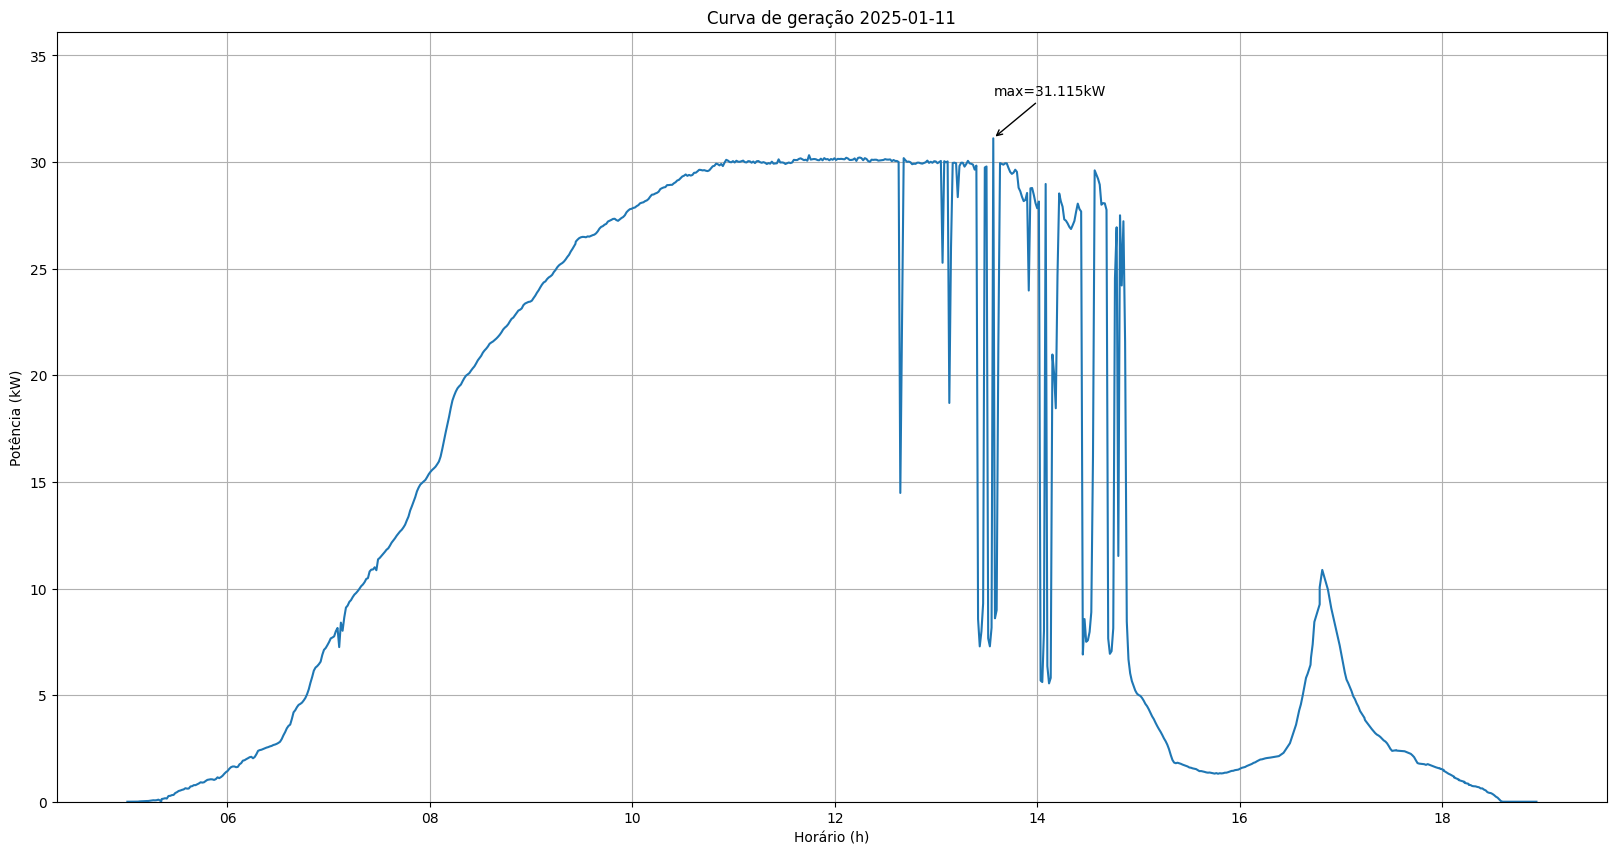 Curva de geração 2025-01-11
35
max=31.115kW
30
25
20
Potência (kW)
15
10
5
0
06 08 10 12 14 16 18
Horário (h)